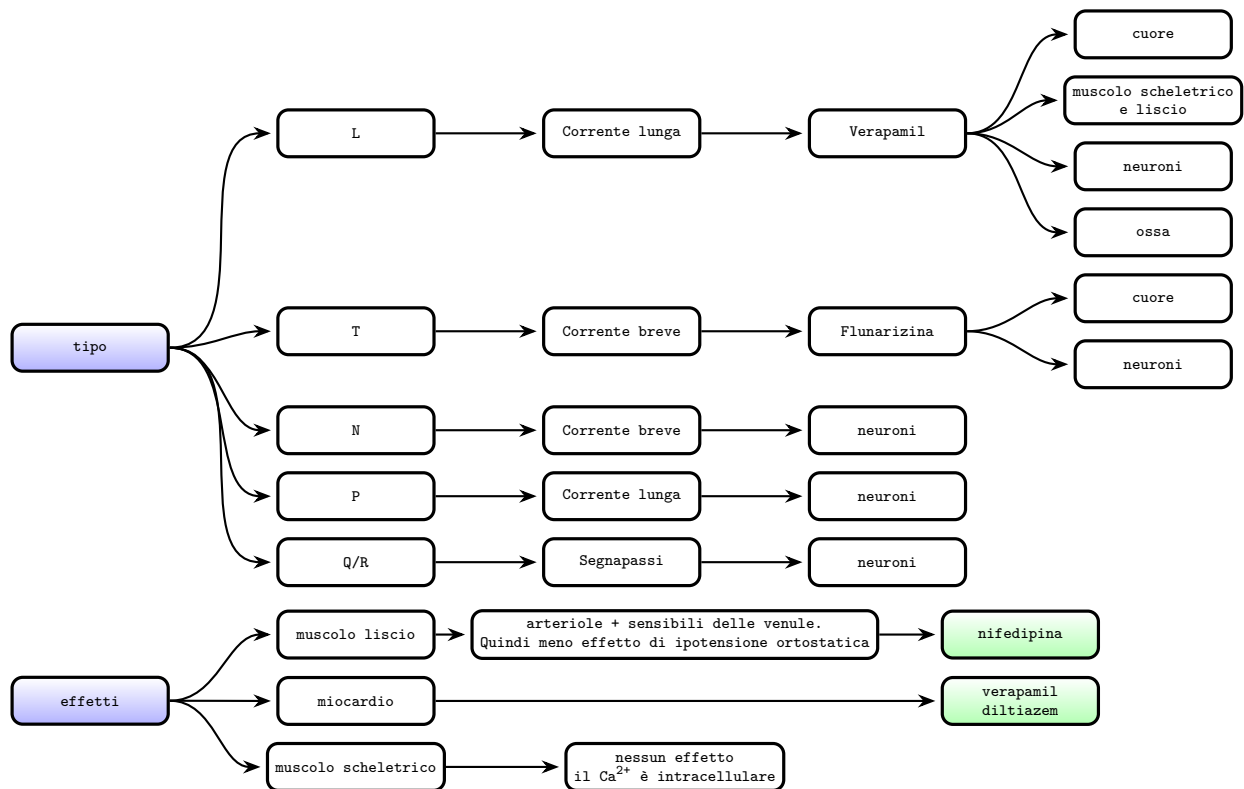 tipo
L
Corrente lunga
Verapamil
cuore
muscolo scheletrico
e liscio
neuroni
ossa
T
Corrente breve
Flunarizina
cuore
neuroni
N
Corrente breve
neuroni
P
Corrente lunga
neuroni
Q/R
Segnapassi
neuroni
effetti
muscolo liscio
arteriole + sensibili delle venule.
Quindi meno effetto di ipotensione ortostatica
nifedipina
miocardio
verapamil
diltiazem
muscolo scheletrico
nessun effetto
il Ca²⁺ è intracellulare